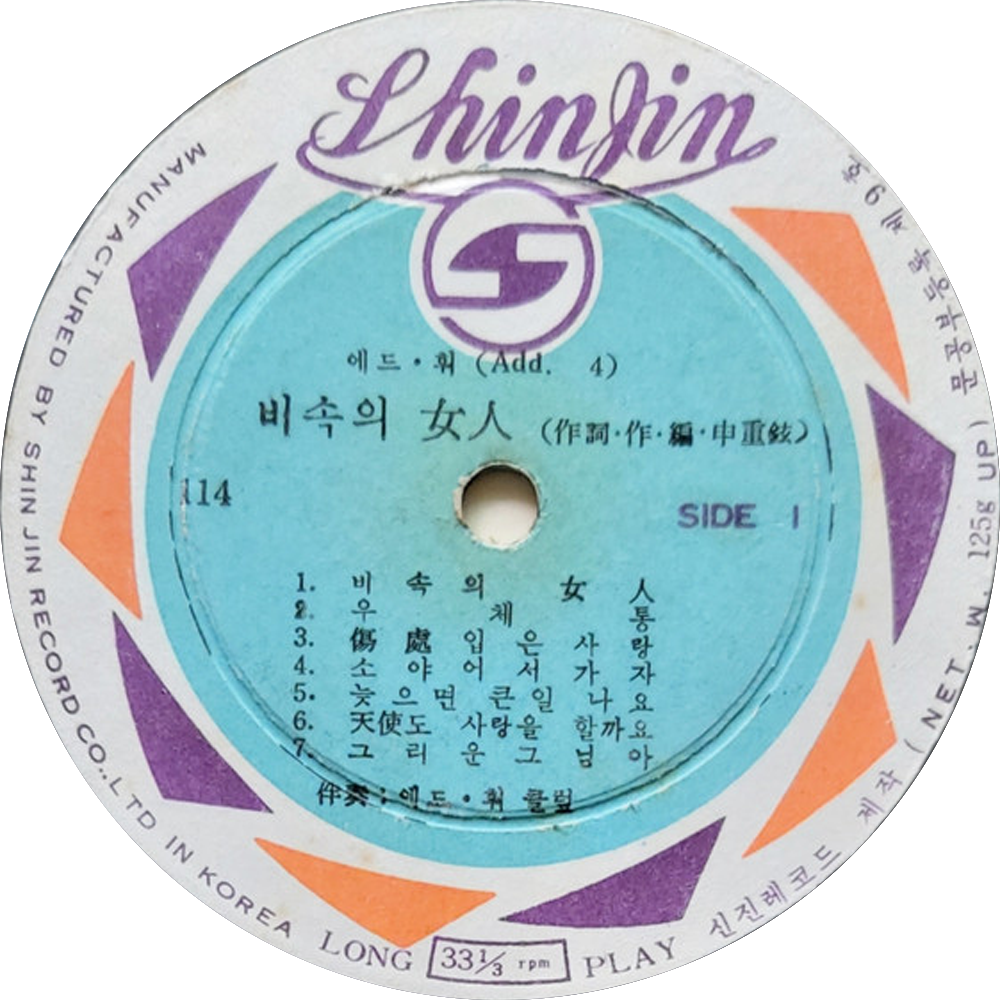 ShinJin
에드·훠 (Add. 4)
비속의 女人 (作詞·作·編·申重鉉)
114
SIDE 1
1. 비속의 女人
2. 우체통
3. 傷處입은사랑
4. 소야어서가자
5. 늦으면 큰일나요
6. 天使도 사랑을 할까요
7. 그리운그님아
伴奏; 에드·훠 클럽
MANUFACTURED BY SHIN JIN RECORD CO., LTD IN KOREA
LONG 33⅓ rpm PLAY
신진레코드 제작 (NET. W. 125g UP) 문공부등록 제 9 호